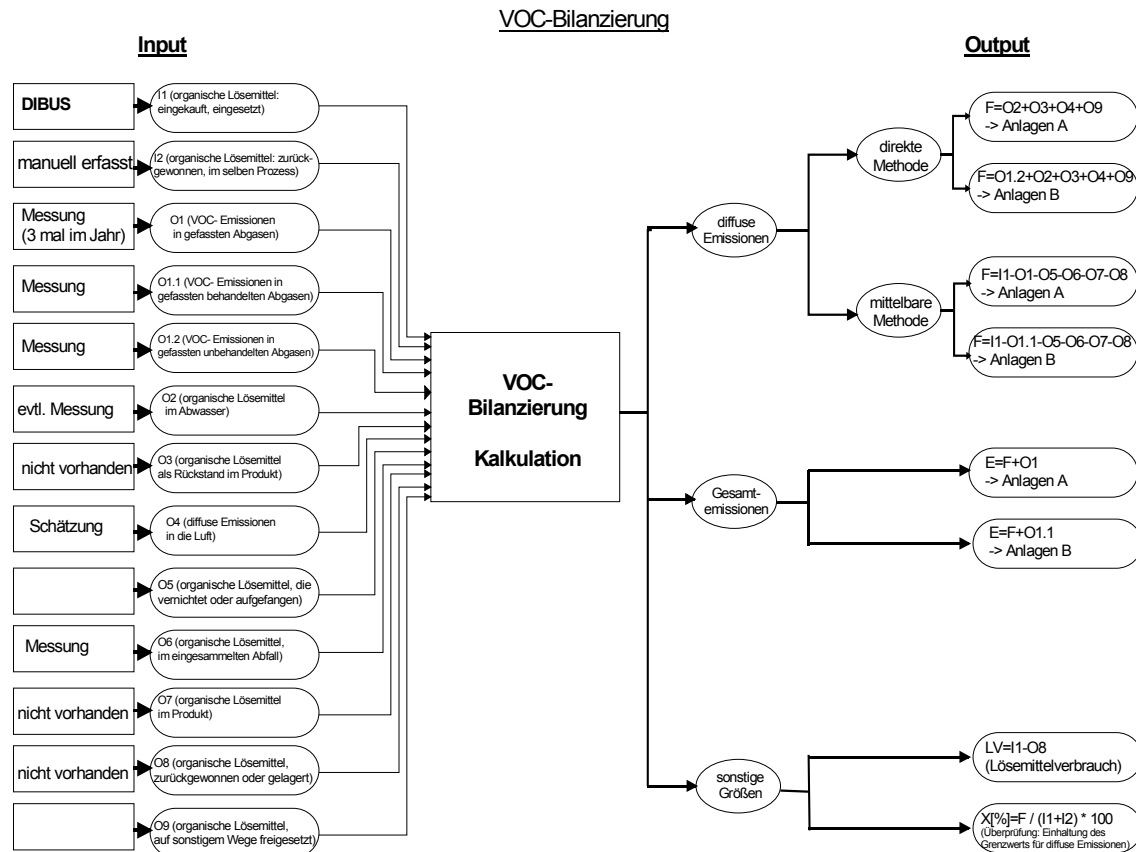 VOC-Bilanzierung
Input
Output
DIBUS
I1 (organische Lösemittel:
eingekauft, eingesetzt)
manuell erfasst
I2 (organische Lösemittel: zurück-
gewonnen, im selben Prozess)
Messung
(3 mal im Jahr)
O1 (VOC- Emissionen
in gefassten Abgasen)
Messung
O1.1 (VOC- Emissionen in
gefassten behandelten Abgasen)
Messung
O1.2 (VOC- Emissionen in
gefassten unbehandelten Abgasen)
evtl. Messung
O2 (organische Lösemittel
im Abwasser)
nicht vorhanden
O3 (organische Lösemittel
als Rückstand im Produkt)
Schätzung
O4 (diffuse Emissionen
in die Luft)
O5 (organische Lösemittel, die
vernichtet oder aufgefangen)
Messung
O6 (organische Lösemittel,
im eingesammelten Abfall)
nicht vorhanden
O7 (organische Lösemittel
im Produkt)
nicht vorhanden
O8 (organische Lösemittel,
zurückgewonnen oder gelagert)
O9 (organische Lösemittel,
auf sonstigem Wege freigesetzt)
VOC-
Bilanzierung
Kalkulation
diffuse
Emissionen
direkte
Methode
F=O2+O3+O4+O9
-> Anlagen A
F=O1.2+O2+O3+O4+O9
-> Anlagen B
mittelbare
Methode
F=I1-O1-O5-O6-O7-O8
-> Anlagen A
F=I1-O1.1-O5-O6-O7-O8
-> Anlagen B
Gesamt-
emissionen
E=F+O1
-> Anlagen A
E=F+O1.1
-> Anlagen B
sonstige
Größen
LV=I1-O8
(Lösemittelverbrauch)
X[%]=F / (I1+I2) * 100
(Überprüfung: Einhaltung des
Grenzwerts für diffuse Emissionen)